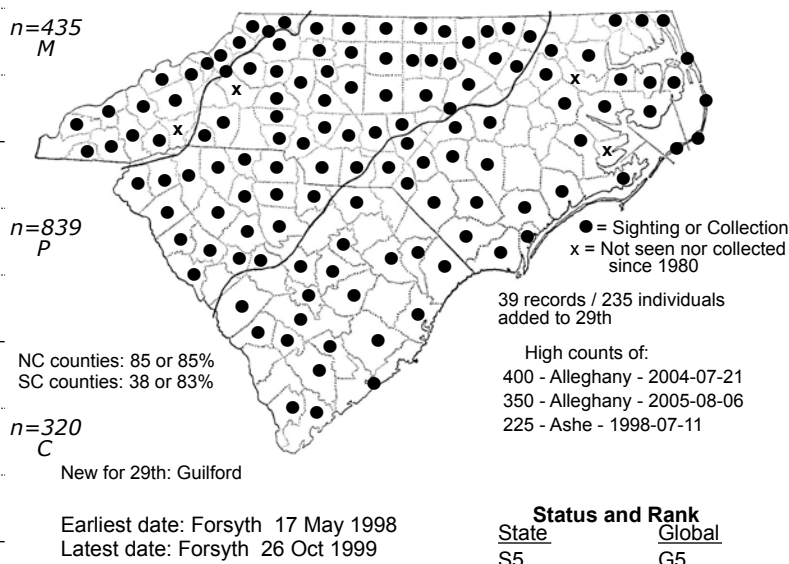 n=435
M
n=839
P
n=320
C
x
x
x
x
● = Sighting or Collection
x = Not seen nor collected
since 1980
39 records / 235 individuals
added to 29th
High counts of:
400 - Alleghany - 2004-07-21
350 - Alleghany - 2005-08-06
225 - Ashe - 1998-07-11
NC counties: 85 or 85%
SC counties: 38 or 83%
New for 29th: Guilford
Earliest date: Forsyth 17 May 1998
Latest date: Forsyth 26 Oct 1999
Status and Rank
State Global
S5 G5